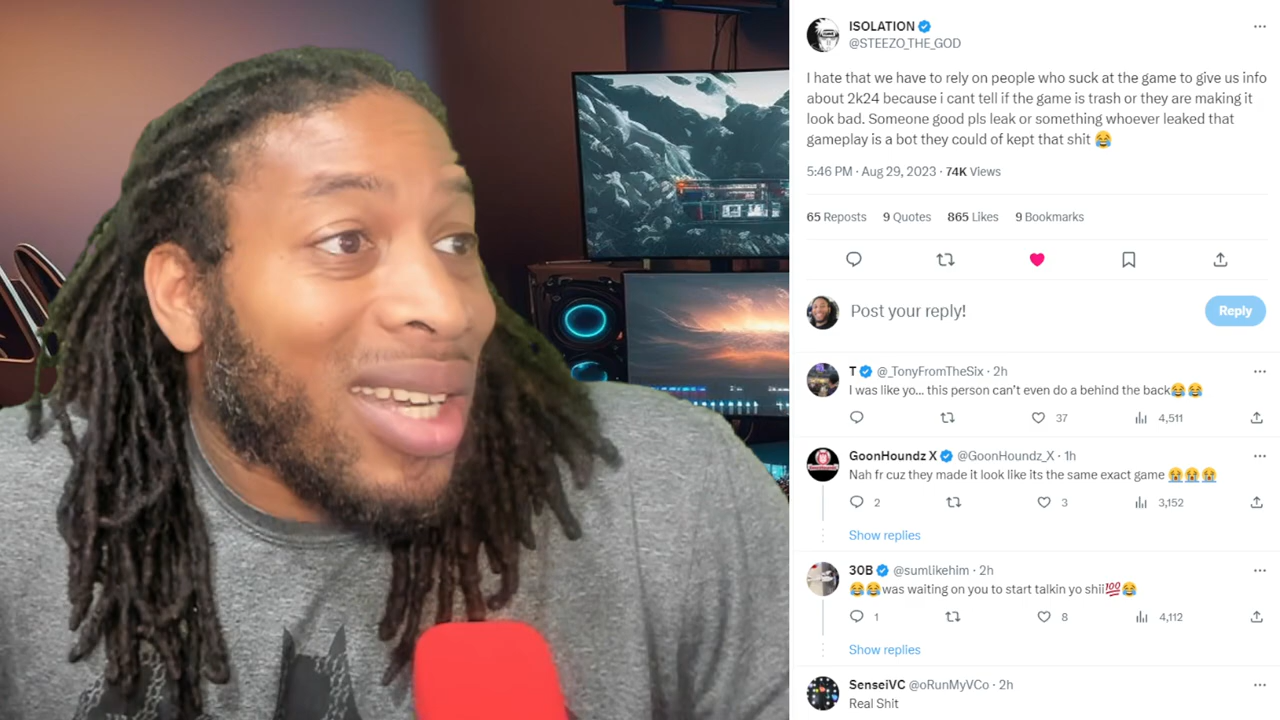 ISOLATION
@STEEZO_THE_GOD
I hate that we have to rely on people who suck at the game to give us info
about 2k24 because i cant tell if the game is trash or they are making it
look bad. Someone good pls leak or something whoever leaked that
gameplay is a bot they could of kept that shit 😂
5:46 PM · Aug 29, 2023 · 74K Views
65 Reposts 9 Quotes 865 Likes 9 Bookmarks
Post your reply!
Reply
T @_TonyFromTheSix · 2h
I was like yo... this person can't even do a behind the back😂😂
37 4,511
GoonHoundz X @GoonHoundz_X · 1h
Nah fr cuz they made it look like its the same exact game 😭😭😭
2 3 3,152
Show replies
30B @sumlikehim · 2h
😂😂was waiting on you to start talkin yo shii💯😂
1 8 4,112
Show replies
SenseiVC @oRunMyVCo · 2h
Real Shit